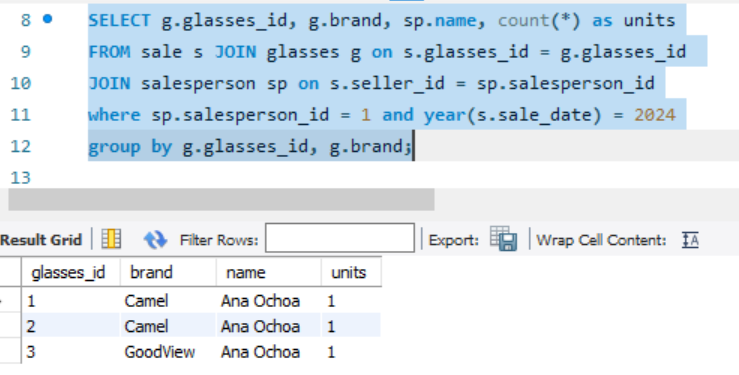 8 SELECT g.glasses_id, g.brand, sp.name, count(*) as units
9 FROM sale s JOIN glasses g on s.glasses_id = g.glasses_id
10 JOIN salesperson sp on s.seller_id = sp.salesperson_id
11 where sp.salesperson_id = 1 and year(s.sale_date) = 2024
12 group by g.glasses_id, g.brand;
13
Result Grid Filter Rows: Export: Wrap Cell Content: IA
glasses_id brand name units
1 Camel Ana Ochoa 1
2 Camel Ana Ochoa 1
3 GoodView Ana Ochoa 1